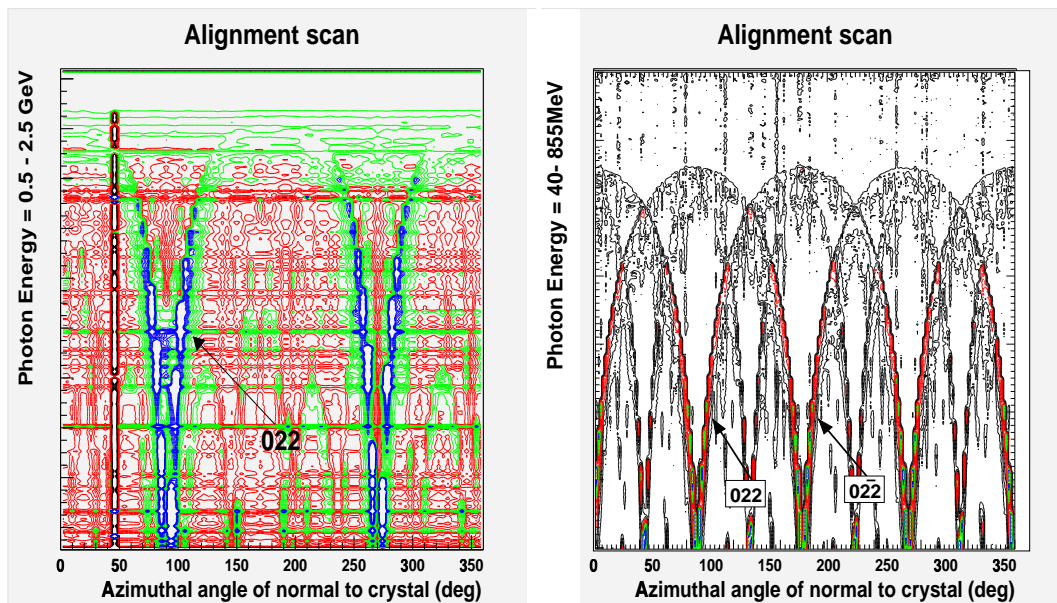 Alignment scan
Photon Energy = 0.5 - 2.5 GeV
022
0 50 100 150 200 250 300 350
Azimuthal angle of normal to crystal (deg)
Alignment scan
Photon Energy = 40- 855MeV
022
02̅2
0 50 100 150 200 250 300 350
Azimuthal angle of normal to crystal (deg)